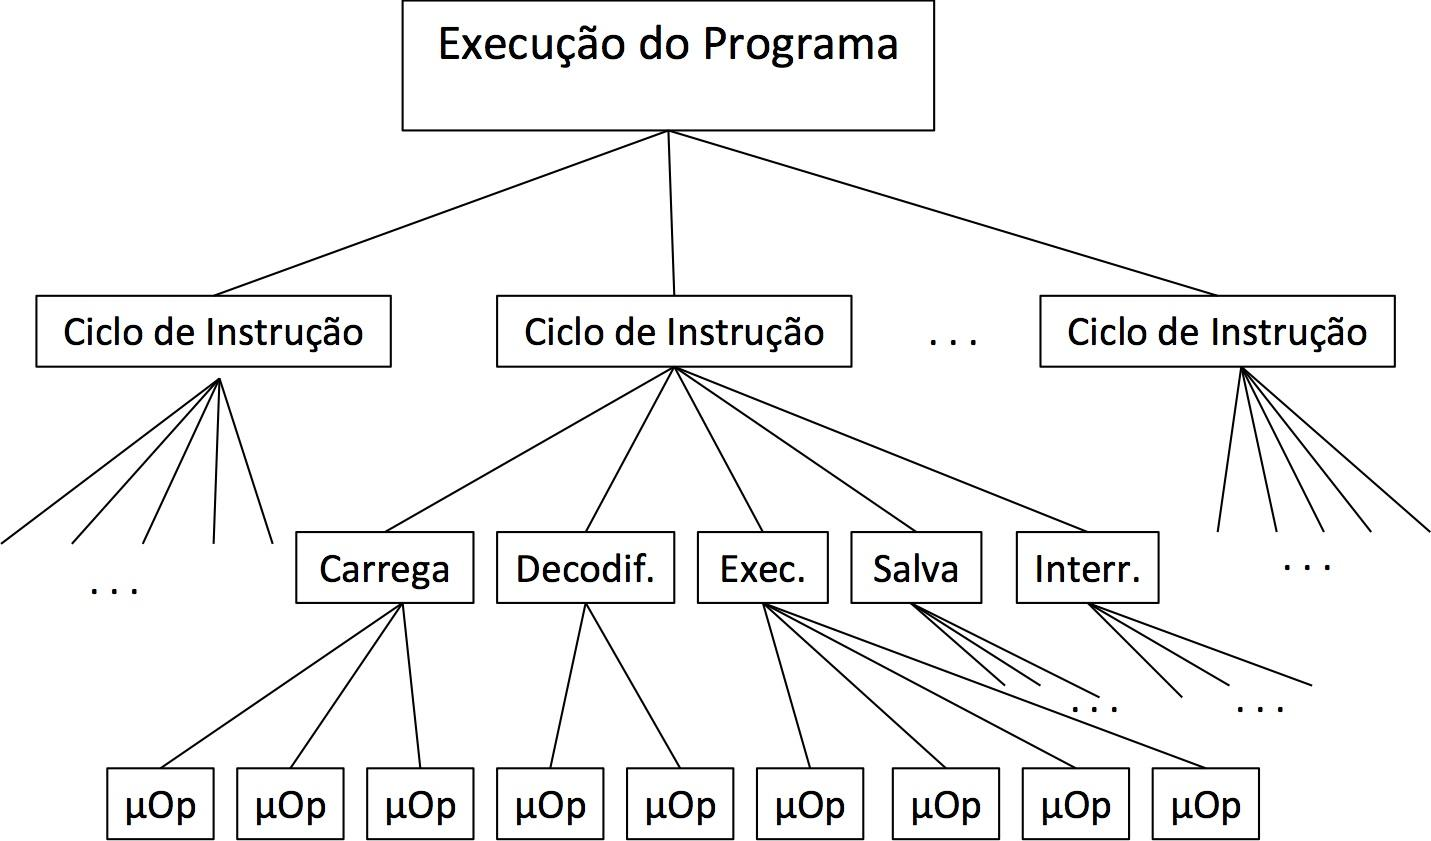 Execução do Programa
Ciclo de Instrução
Ciclo de Instrução
. . .
Ciclo de Instrução
Carrega
Decodif.
Exec.
Salva
Interr.
. . .
. . .
. . .
. . .
µOp
µOp
µOp
µOp
µOp
µOp
µOp
µOp
µOp